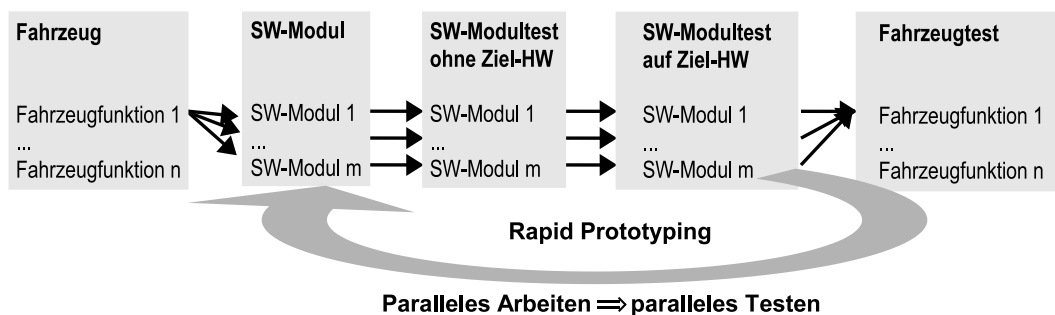 Fahrzeug
Fahrzeugfunktion 1
...
Fahrzeugfunktion n
SW-Modul
SW-Modul 1
...
SW-Modul m
SW-Modultest
ohne Ziel-HW
SW-Modul 1
...
SW-Modul m
SW-Modultest
auf Ziel-HW
SW-Modul 1
...
SW-Modul m
Fahrzeugtest
Fahrzeugfunktion 1
...
Fahrzeugfunktion n
Rapid Prototyping
Paralleles Arbeiten ⟹ paralleles Testen